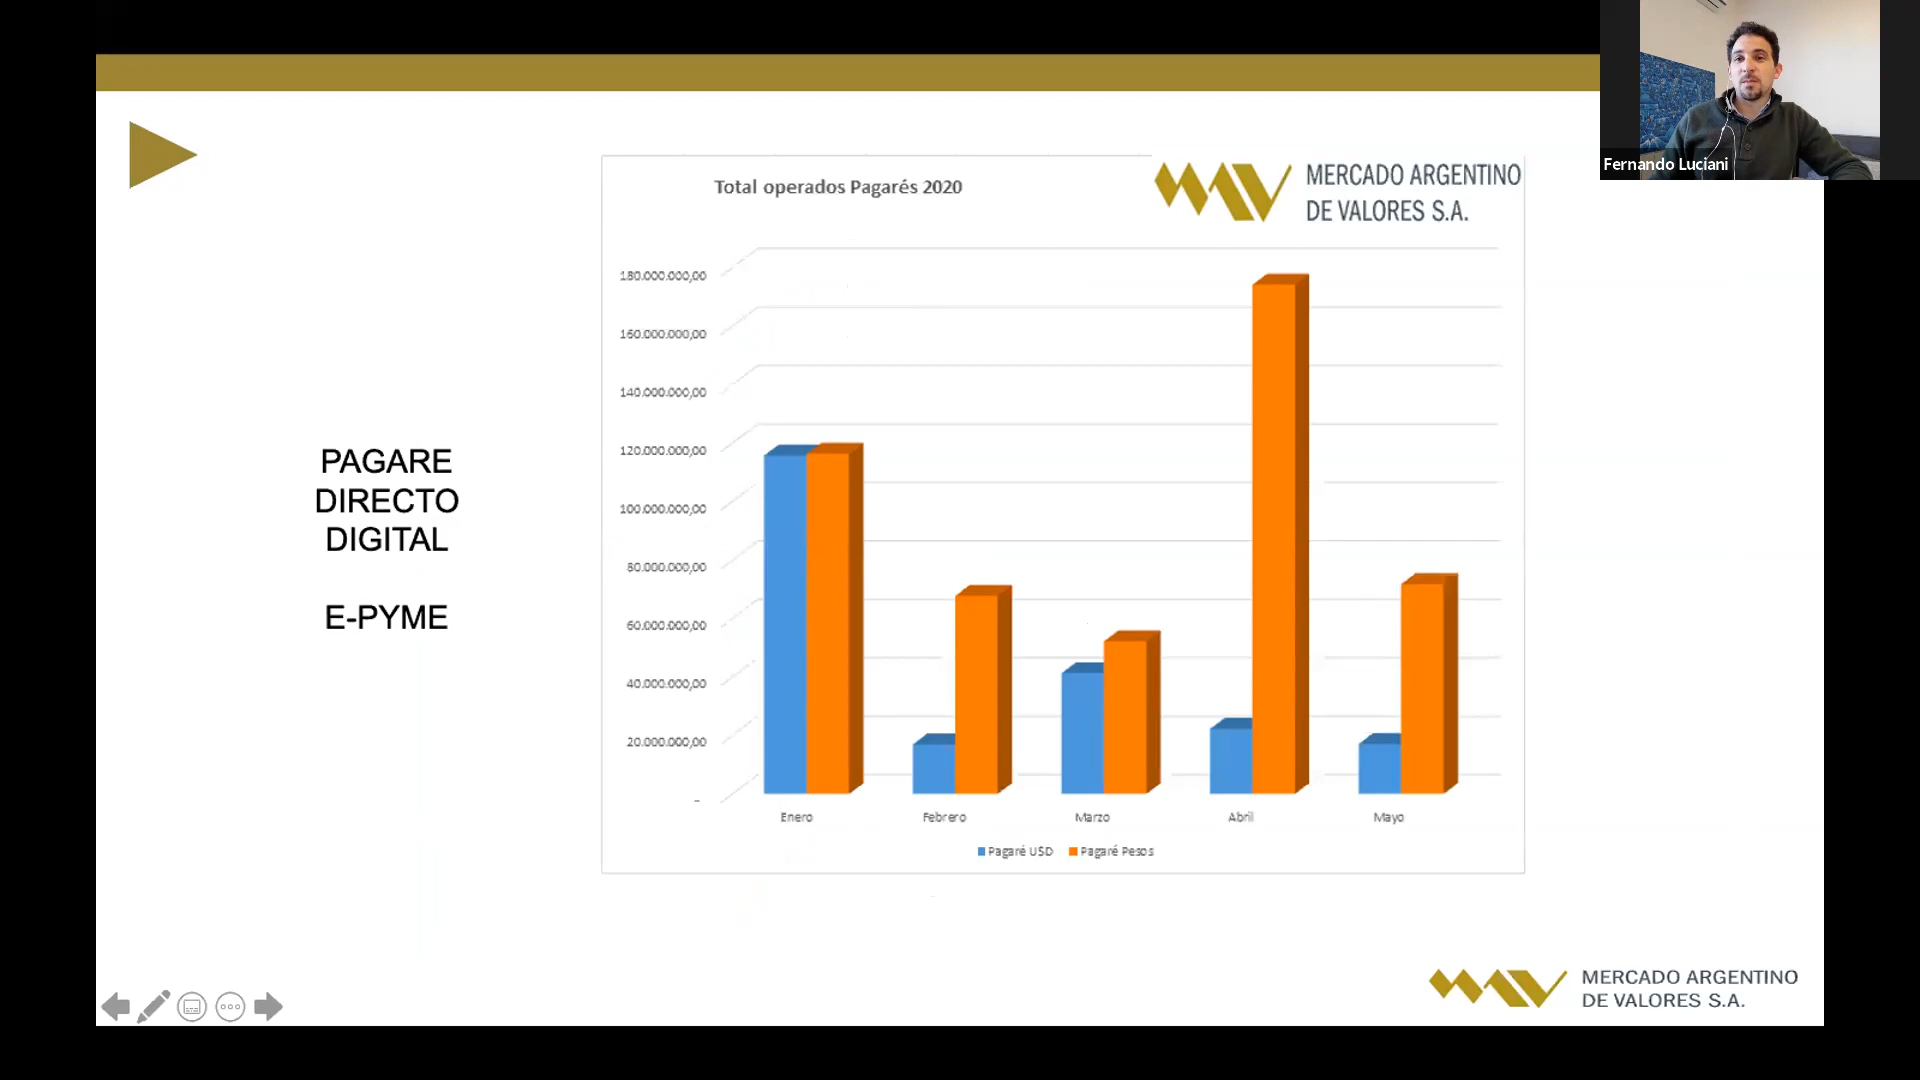 Fernando Luciani
Total operados Pagarés 2020
MERCADO ARGENTINO
DE VALORES S.A.
180.000.000,00
160.000.000,00
140.000.000,00
120.000.000,00
100.000.000,00
80.000.000,00
60.000.000,00
40.000.000,00
20.000.000,00
-
Enero Febrero Marzo Abril Mayo
Pagaré USD Pagaré Pesos
PAGARE
DIRECTO
DIGITAL
E-PYME
MERCADO ARGENTINO
DE VALORES S.A.